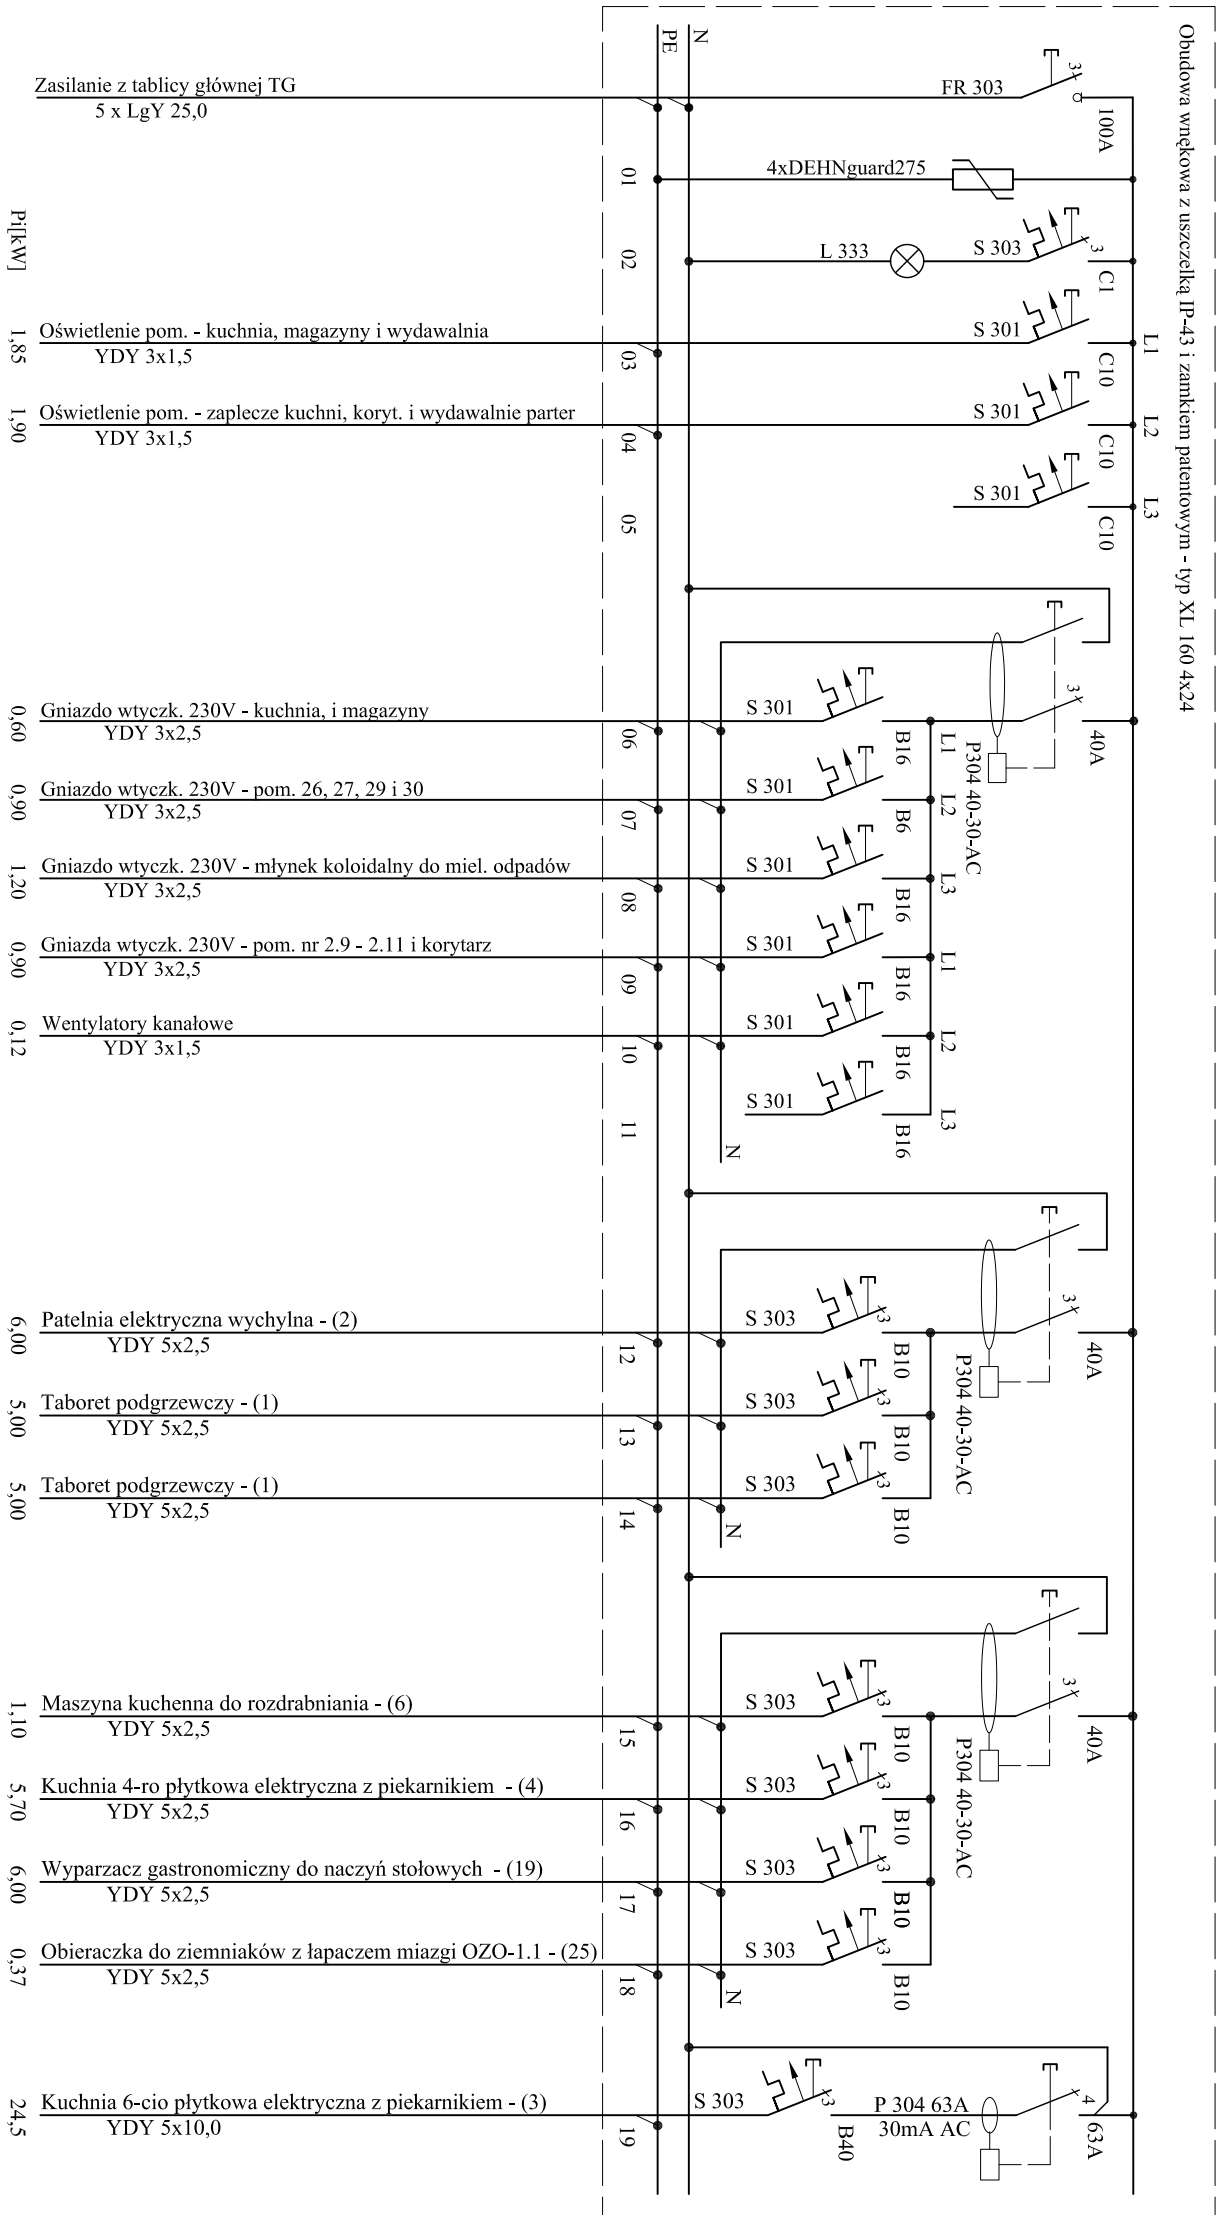 Obudowa wnękowa z uszczelką IP-43 i zamkiem patentowym - typ XL 160 4x24
N
PE
Zasilanie z tablicy głównej TG
5 x LgY 25,0
FR 303
3
100A
01
4xDEHNguard275
Pi[kW]
02
L 333
S 303
3
C1
1,85
Oświetlenie pom. - kuchnia, magazyny i wydawalnia
YDY 3x1,5
03
S 301
C10
L1
1,90
Oświetlenie pom. - zaplecze kuchni, koryt. i wydawalnie parter
YDY 3x1,5
04
S 301
C10
L2
05
S 301
C10
L3
3
40A
P304 40-30-AC
0,60
Gniazdo wtyczk. 230V - kuchnia, i magazyny
YDY 3x2,5
06
S 301
B16
L1
0,90
Gniazdo wtyczk. 230V - pom. 26, 27, 29 i 30
YDY 3x2,5
07
S 301
B6
L2
1,20
Gniazdo wtyczk. 230V - młynek koloidalny do miel. odpadów
YDY 3x2,5
08
S 301
B16
L3
0,90
Gniazda wtyczk. 230V - pom. nr 2.9 - 2.11 i korytarz
YDY 3x2,5
09
S 301
B16
L1
0,12
Wentylatory kanałowe
YDY 3x1,5
10
S 301
B16
L2
11
S 301
B16
L3
N
3
40A
P304 40-30-AC
6,00
Patelnia elektryczna wychylna - (2)
YDY 5x2,5
12
S 303
3
B10
5,00
Taboret podgrzewczy - (1)
YDY 5x2,5
13
S 303
3
B10
5,00
Taboret podgrzewczy - (1)
YDY 5x2,5
14
S 303
3
B10
N
3
40A
P304 40-30-AC
1,10
Maszyna kuchenna do rozdrabniania - (6)
YDY 5x2,5
15
S 303
3
B10
5,70
Kuchnia 4-ro płytkowa elektryczna z piekarnikiem - (4)
YDY 5x2,5
16
S 303
3
B10
6,00
Wyparzacz gastronomiczny do naczyń stołowych - (19)
YDY 5x2,5
17
S 303
3
B10
0,37
Obieraczka do ziemniaków z łapaczem miazgi OZO-1.1 - (25)
YDY 5x2,5
18
S 303
3
B10
N
24,5
Kuchnia 6-cio płytkowa elektryczna z piekarnikiem - (3)
YDY 5x10,0
19
S 303
3
B40
P 304 63A
30mA AC
4
63A